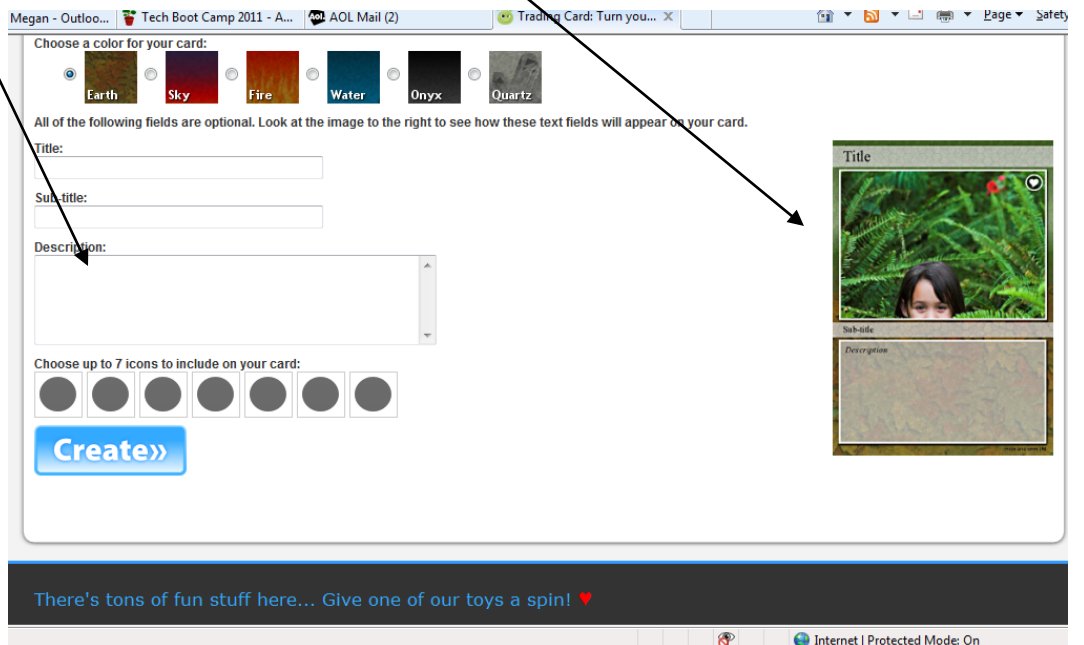 Megan - Outloo... Tech Boot Camp 2011 - A... AOL Mail (2) Trading Card: Turn you... X Page Safety
Choose a color for your card:
Earth Sky Fire Water Onyx Quartz
All of the following fields are optional. Look at the image to the right to see how these text fields will appear on your card.
Title:
Sub-title:
Description:
Choose up to 7 icons to include on your card:
Create»
Title
Sub-title
Description
There's tons of fun stuff here... Give one of our toys a spin! ♥
Internet | Protected Mode: On